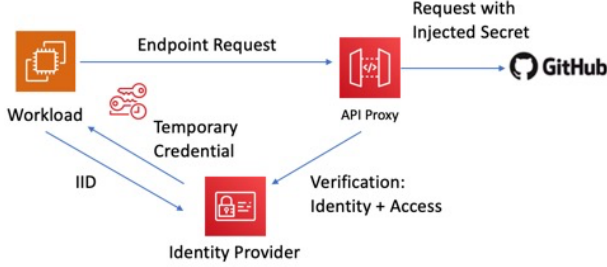 Request with
Injected Secret
Endpoint Request
GitHub
Workload
API Proxy
Temporary
Credential
IID
Verification:
Identity + Access
Identity Provider